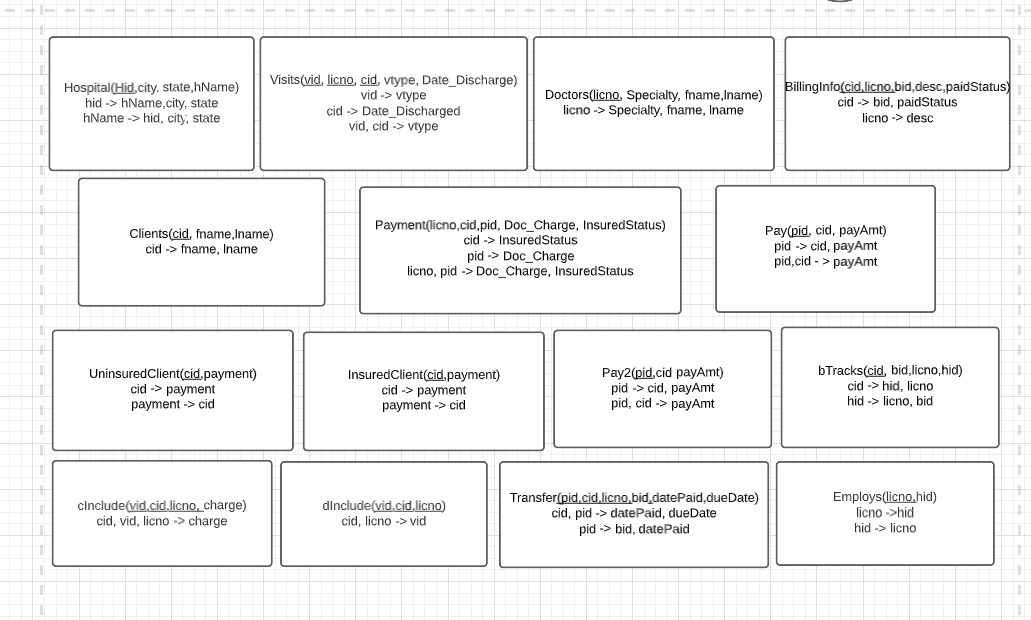 Hospital(Hid,city. state,hName)
hid -> hName,city, state
hName -> hid, city, state
Visits(vid, licno, cid, vtype, Date_Discharge)
vid -> vtype
cid -> Date_Discharged
vid, cid -> vtype
Doctors(licno, Specialty, fname,lname)
licno -> Specialty, fname, lname
BillingInfo(cid,licno,bid,desc,paidStatus)
cid -> bid, paidStatus
licno -> desc
Clients(cid, fname,lname)
cid -> fname, lname
Payment(licno,cid,pid, Doc_Charge, InsuredStatus)
cid -> InsuredStatus
pid -> Doc_Charge
licno, pid -> Doc_Charge, InsuredStatus
Pay(pid, cid, payAmt)
pid -> cid, payAmt
pid,cid - > payAmt
UninsuredClient(cid,payment)
cid -> payment
payment -> cid
InsuredClient(cid,payment)
cid -> payment
payment -> cid
Pay2(pid,cid payAmt)
pid -> cid, payAmt
pid, cid -> payAmt
bTracks(cid, bid,licno,hid)
cid -> hid, licno
hid -> licno, bid
cInclude(vid,cid,licno, charge)
cid, vid, licno -> charge
dInclude(vid,cid,licno)
cid, licno -> vid
Transfer(pid,cid,licno,bid,datePaid,dueDate)
cid, pid -> datePaid, dueDate
pid -> bid, datePaid
Employs(licno,hid)
licno ->hid
hid -> licno